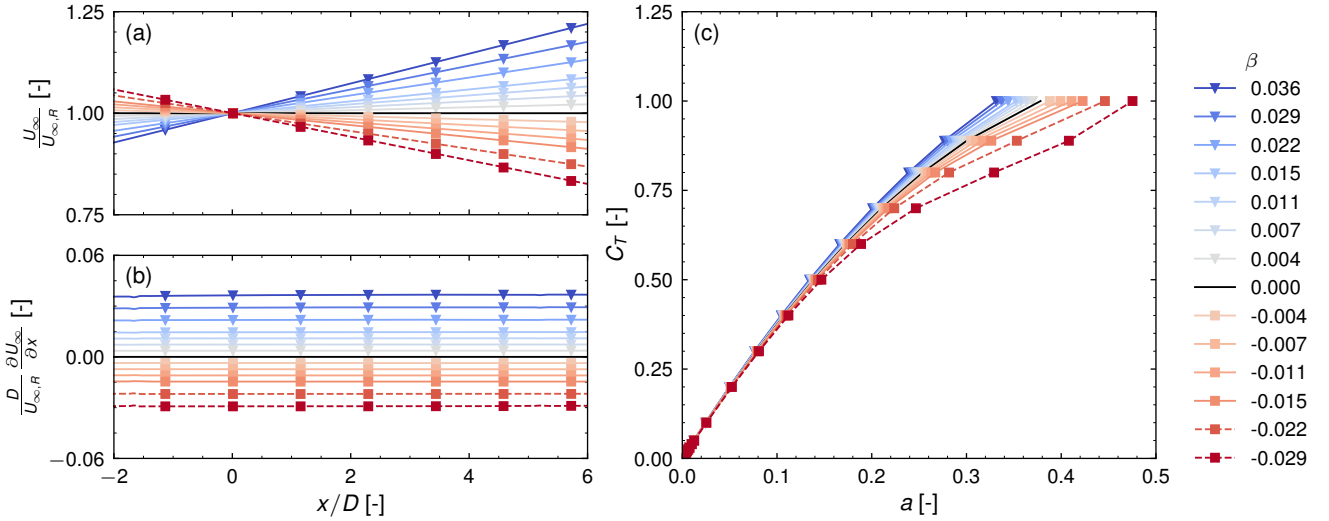 (a)
1.25
1.00
0.75
U∞/U∞,R [-]
(b)
0.06
0.00
−0.06
D/U∞,R ∂U∞/∂x [-]
−2 0 2 4 6
x/D [-]
(c)
1.25
1.00
0.75
0.50
0.25
0.00
C_T [-]
0.0 0.1 0.2 0.3 0.4 0.5
a [-]
β
0.036
0.029
0.022
0.015
0.011
0.007
0.004
0.000
-0.004
-0.007
-0.011
-0.015
-0.022
-0.029